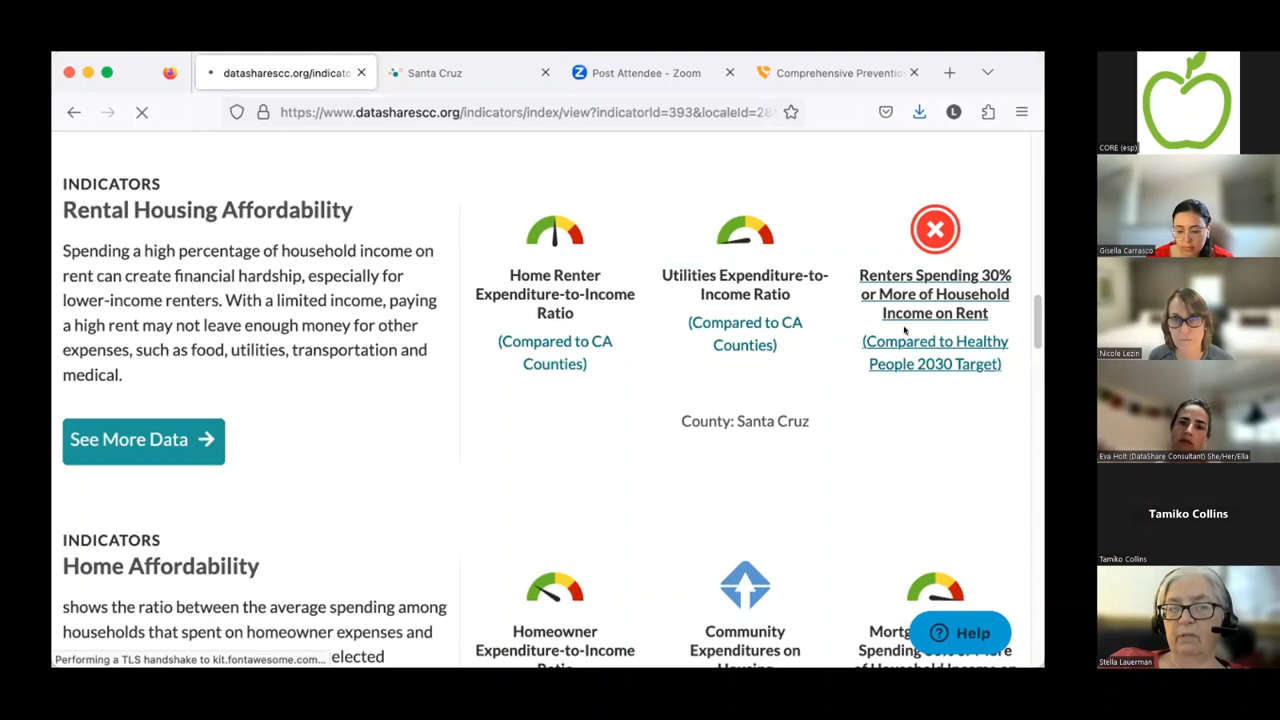 datasharescc.org/indicato
Santa Cruz
Post Attendee - Zoom
Comprehensive Preventio
https://www.datasharescc.org/indicators/index/view?indicatorId=393&localeId=28
L
INDICATORS
Rental Housing Affordability
Spending a high percentage of household income on
rent can create financial hardship, especially for
lower-income renters. With a limited income, paying
a high rent may not leave enough money for other
expenses, such as food, utilities, transportation and
medical.
See More Data
Home Renter
Expenditure-to-Income
Ratio
(Compared to CA
Counties)
Utilities Expenditure-to-
Income Ratio
(Compared to CA
Counties)
Renters Spending 30%
or More of Household
Income on Rent
(Compared to Healthy
People 2030 Target)
County: Santa Cruz
INDICATORS
Home Affordability
shows the ratio between the average spending among
households that spent on homeowner expenses and
elected
Homeowner
Expenditure-to-Income
Community
Expenditures on
Housing
Mortg
Help
Performing a TLS handshake to kit.fontawesome.com...
CORE (esp)
Gisella Carrasco
Nicole Lezin
Eva Holt (DataShare Consultant) She/Her/Ella
Tamiko Collins
Tamiko Collins
Stella Lauerman